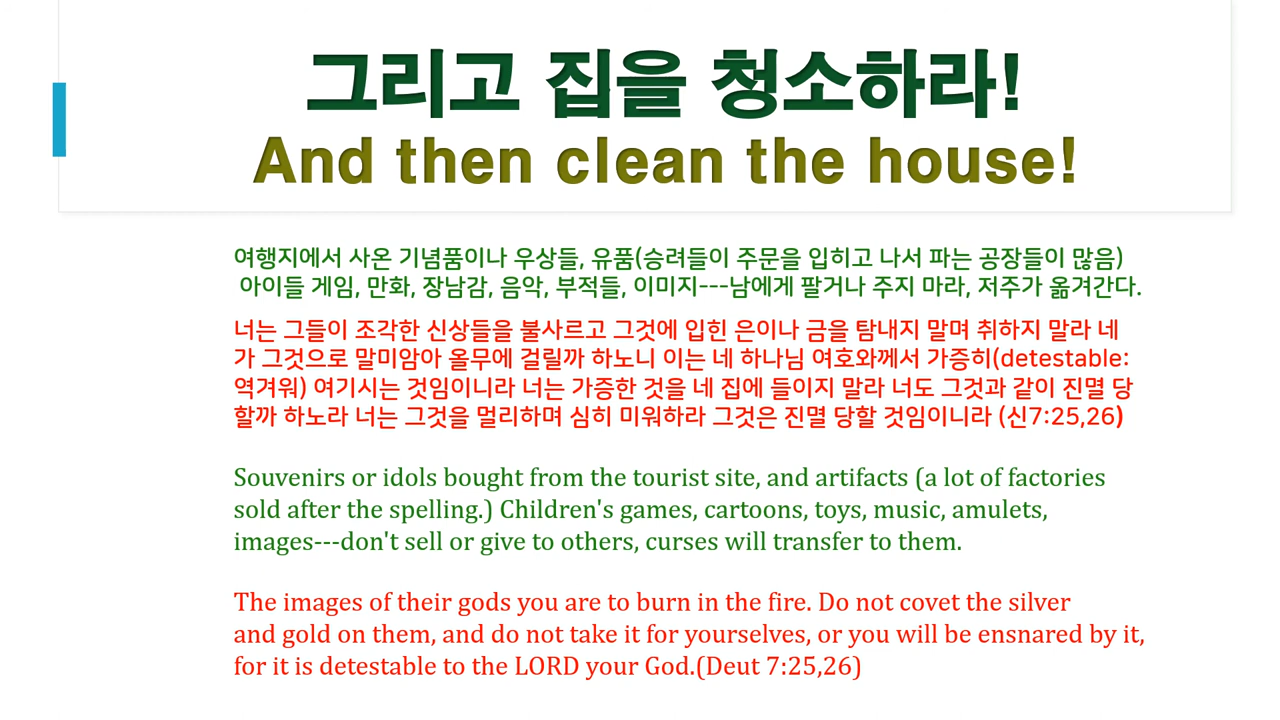 그리고 집을 청소하라!
And then clean the house!
여행지에서 사온 기념품이나 우상들, 유품(승려들이 주문을 입히고 나서 파는 공장들이 많음)
아이들 게임, 만화, 장남감, 음악, 부적들, 이미지---남에게 팔거나 주지 마라, 저주가 옮겨간다.
너는 그들이 조각한 신상들을 불사르고 그것에 입힌 은이나 금을 탐내지 말며 취하지 말라 네
가 그것으로 말미암아 올무에 걸릴까 하노니 이는 네 하나님 여호와께서 가증히(detestable:
역겨워) 여기시는 것임이니라 너는 가증한 것을 네 집에 들이지 말라 너도 그것과 같이 진멸 당
할까 하노라 너는 그것을 멀리하며 심히 미워하라 그것은 진멸 당할 것임이니라 (신7:25,26)
Souvenirs or idols bought from the tourist site, and artifacts (a lot of factories
sold after the spelling.) Children's games, cartoons, toys, music, amulets,
images---don't sell or give to others, curses will transfer to them.
The images of their gods you are to burn in the fire. Do not covet the silver
and gold on them, and do not take it for yourselves, or you will be ensnared by it,
for it is detestable to the LORD your God.(Deut 7:25,26)